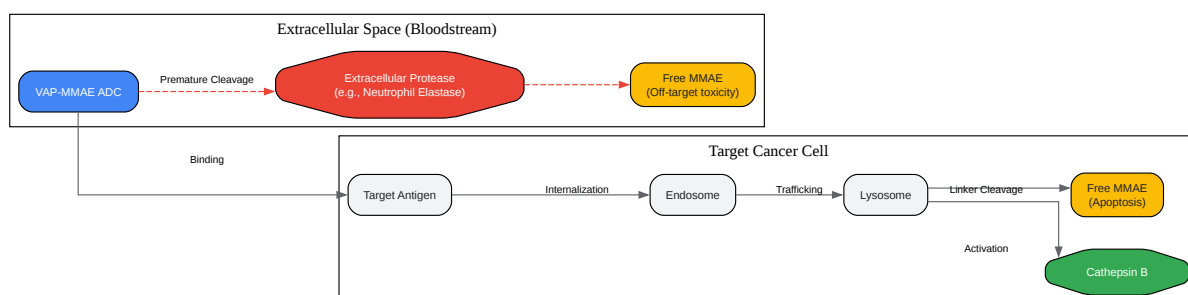 Extracellular Space (Bloodstream)
VAP-MMAE ADC
Premature Cleavage
Extracellular Protease
(e.g., Neutrophil Elastase)
Free MMAE
(Off-target toxicity)
Binding
Target Cancer Cell
Target Antigen
Internalization
Endosome
Trafficking
Lysosome
Linker Cleavage
Free MMAE
(Apoptosis)
Activation
Cathepsin B